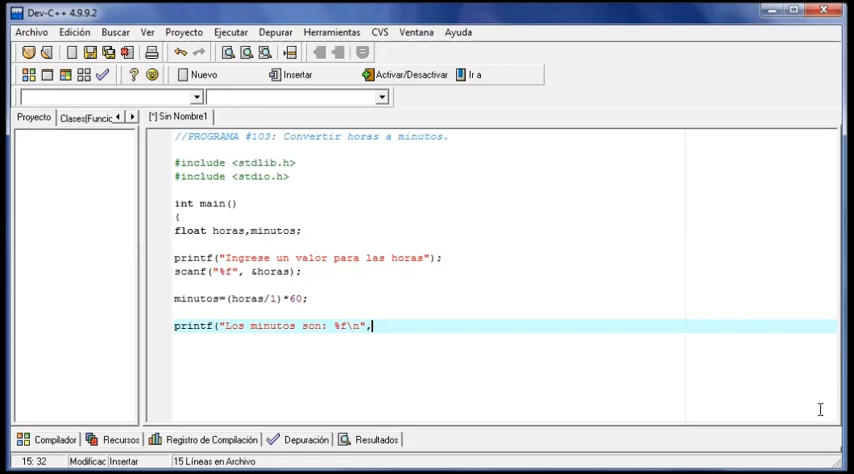 Dev-C++ 4.9.9.2
Archivo Edición Buscar Ver Proyecto Ejecutar Depurar Herramientas CVS Ventana Ayuda
Nuevo Insertar Activar/Desactivar Ir a
Proyecto Clases(Funcio [*] Sin Nombre1
//PROGRAMA #103: Convertir horas a minutos.
#include <stdlib.h>
#include <stdio.h>
int main()
{
float horas,minutos;
printf("Ingrese un valor para las horas");
scanf("%f", &horas);
minutos=(horas/1)*60;
printf("Los minutos son: %f\n",
Compilador Recursos Registro de Compilación Depuración Resultados
15: 32 Modificac Insertar 15 Líneas en Archivo